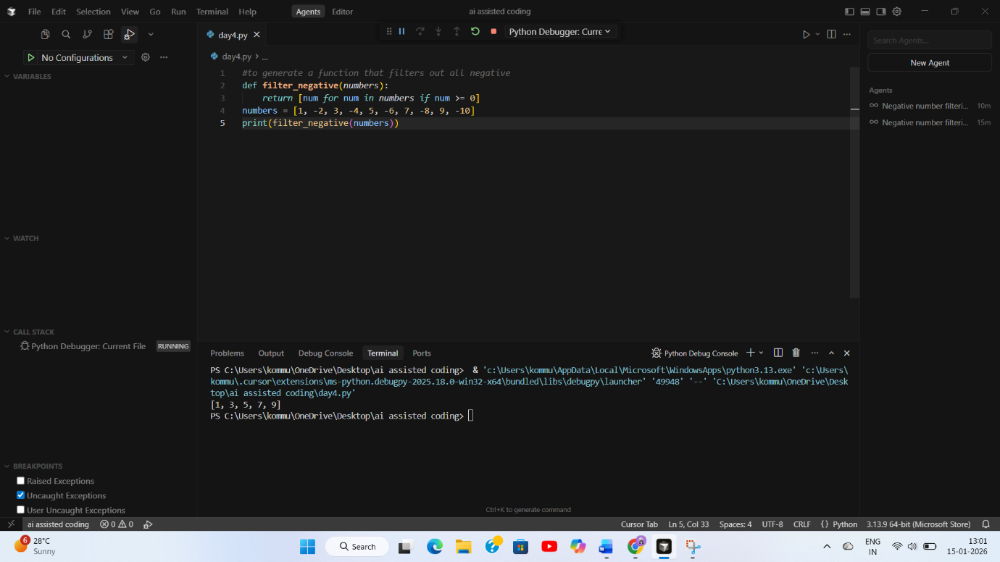 File Edit Selection View Go Run Terminal Help Agents Editor ai assisted coding
No Configurations
VARIABLES
WATCH
CALL STACK
Python Debugger: Current File RUNNING
BREAKPOINTS
Raised Exceptions
Uncaught Exceptions
User Uncaught Exceptions
day4.py
Python Debugger: Curre
day4.py > ...
1 #to generate a function that filters out all negative
2 def filter_negative(numbers):
3 return [num for num in numbers if num >= 0]
4 numbers = [1, -2, 3, -4, 5, -6, 7, -8, 9, -10]
5 print(filter_negative(numbers))
Problems Output Debug Console Terminal Ports Python Debug Console
PS C:\Users\kommu\OneDrive\Desktop\ai assisted coding> & 'c:\Users\kommu\AppData\Local\Microsoft\WindowsApps\python3.13.exe' 'c:\Users\
kommu\.cursor\extensions\ms-python.debugpy-2025.18.0-win32-x64\bundled\libs\debugpy\launcher' '49948' '--' 'C:\Users\kommu\OneDrive\Desk
top\ai assisted coding\day4.py'
[1, 3, 5, 7, 9]
PS C:\Users\kommu\OneDrive\Desktop\ai assisted coding>
Ctrl+K to generate command
Search Agents...
New Agent
Agents
Negative number filteri... 10m
Negative number filteri... 15m
ai assisted coding 0 0 Cursor Tab Ln 5, Col 33 Spaces: 4 UTF-8 CRLF {} Python 3.13.9 64-bit (Microsoft Store)
6 28°C
Sunny
Search
ENG
IN
13:01
15-01-2026